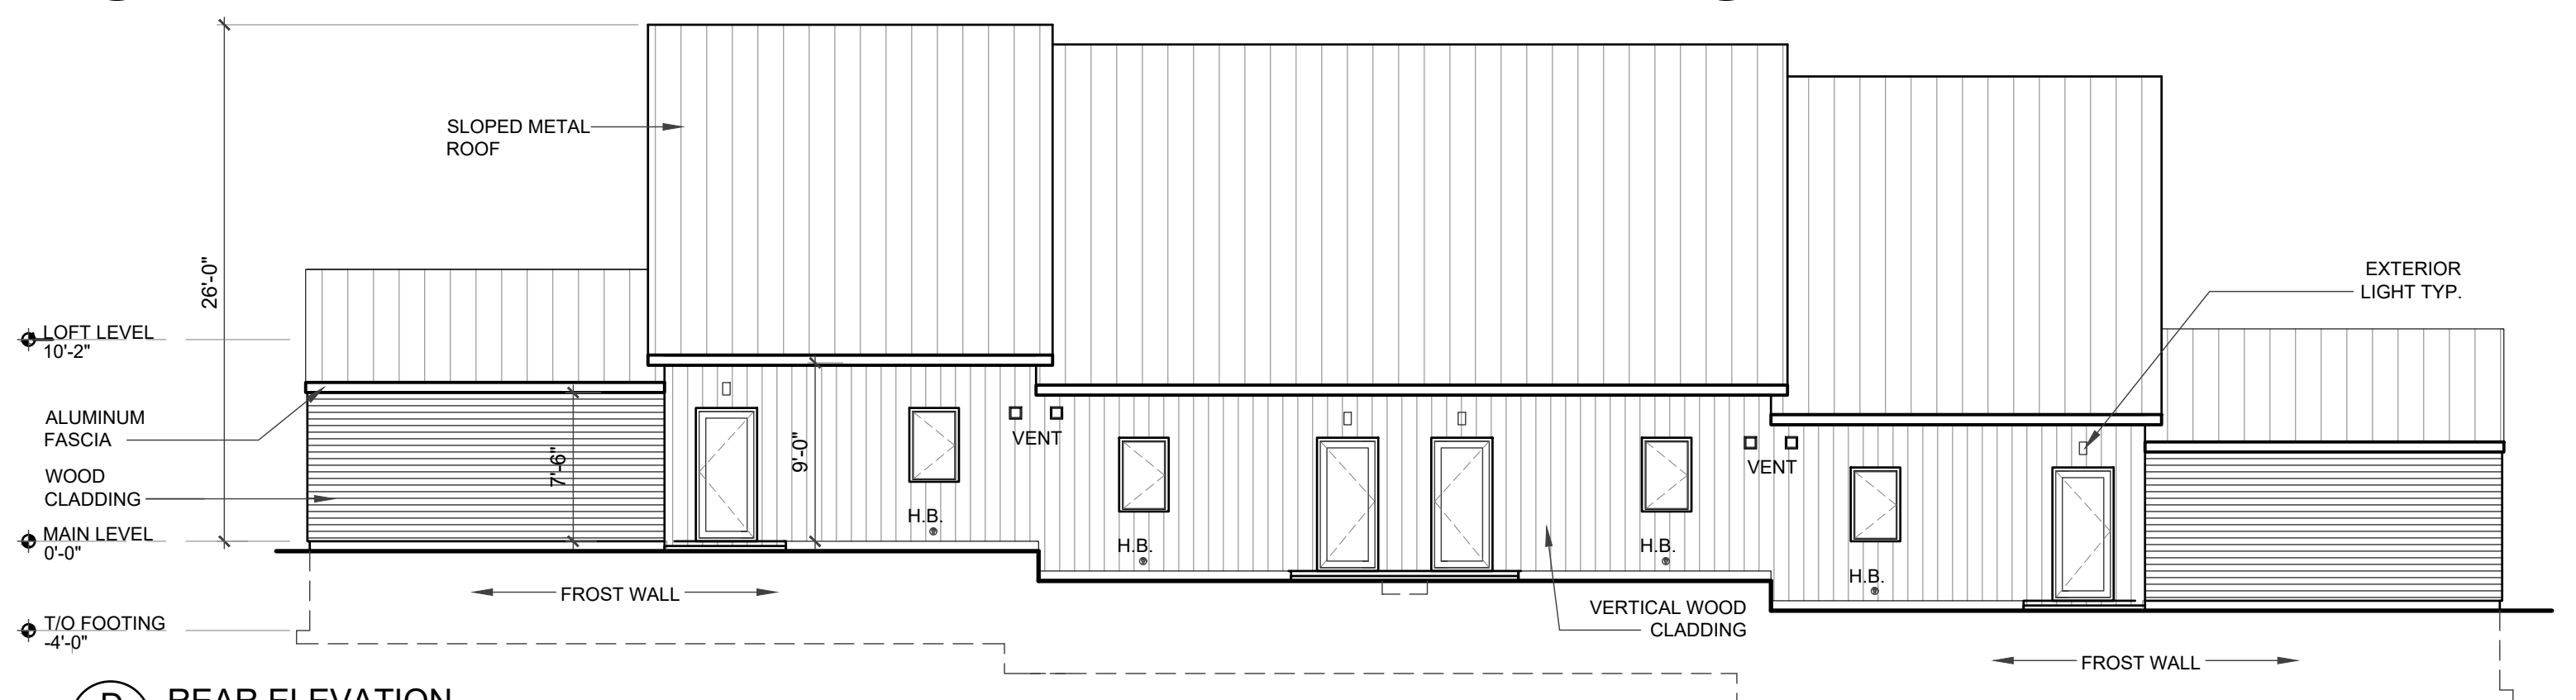 26'-0"
SLOPED METAL
ROOF
EXTERIOR
LIGHT TYP.
LOFT LEVEL
10'-2"
ALUMINUM
FASCIA
WOOD
CLADDING
7'-6"
9'-0"
VENT
VENT
H.B.
H.B.
H.B.
H.B.
MAIN LEVEL
0'-0"
FROST WALL
VERTICAL WOOD
CLADDING
T/O FOOTING
-4'-0"
FROST WALL
REAR ELEVATION